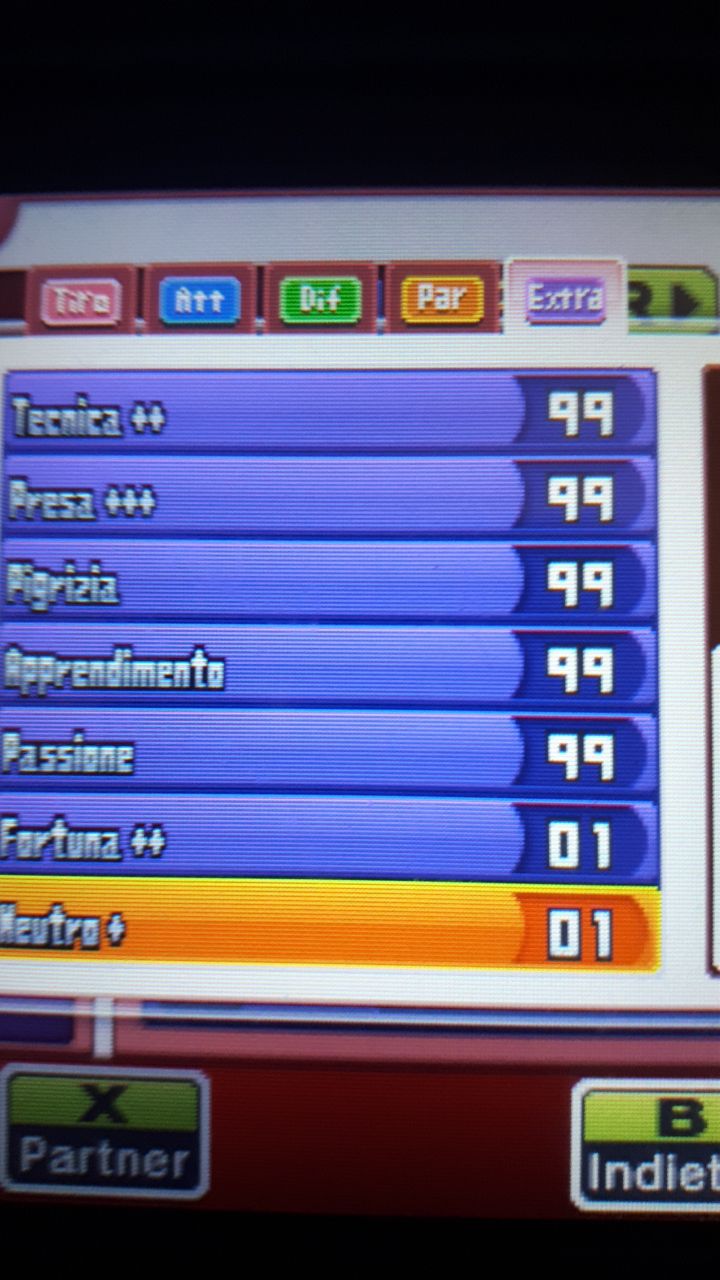 Tiro Att Dif Par Extra R
Tecnica ++ 99
Presa +++ 99
Pigrizia 99
Apprendimento 99
Passione 99
Fortuna ++ 01
Neutro + 01
X B
Partner Indiet